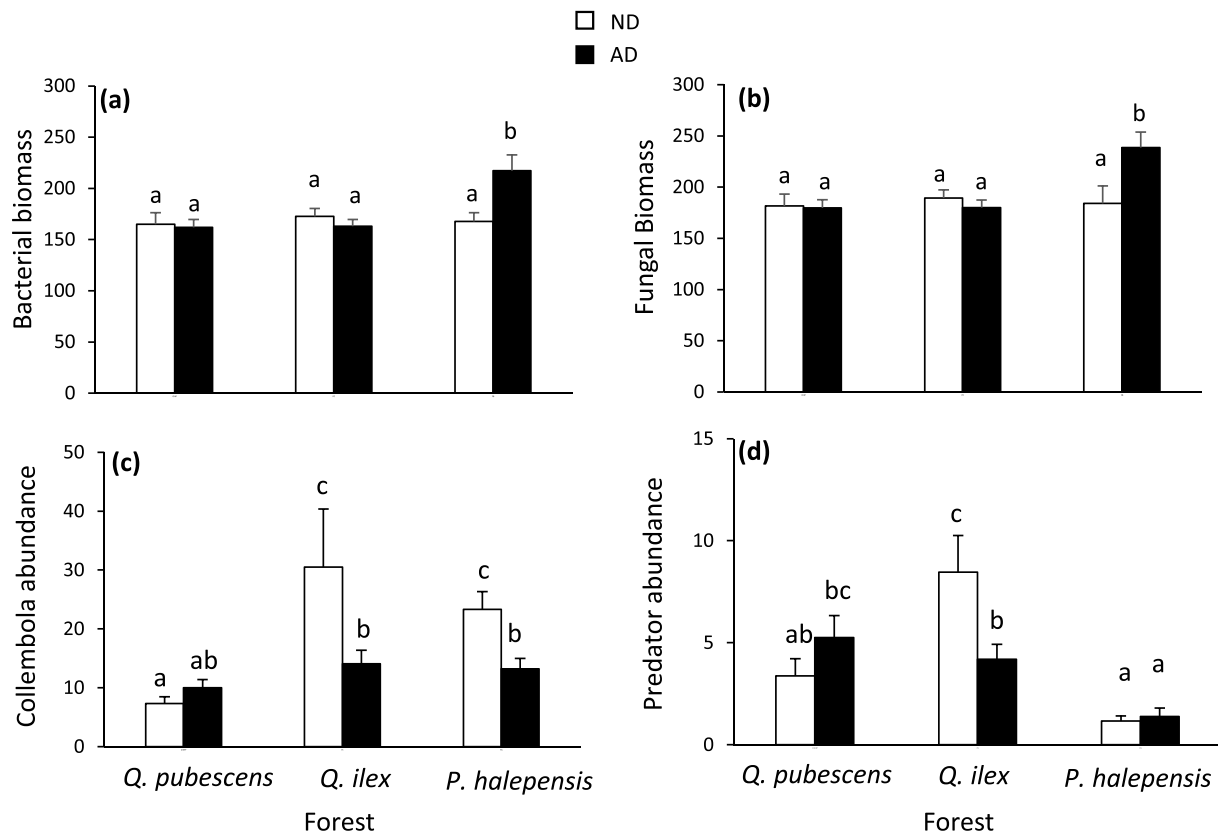 ND
AD
(a)
Bacterial biomass
300
250
200
150
100
50
0
a a a a a b
(b)
Fungal Biomass
300
250
200
150
100
50
0
a a a a a b
(c)
Collembola abundance
50
40
30
20
10
0
a ab c b c b
Q. pubescens Q. ilex P. halepensis
Forest
(d)
Predator abundance
15
10
5
0
ab bc c b a a
Q. pubescens Q. ilex P. halepensis
Forest